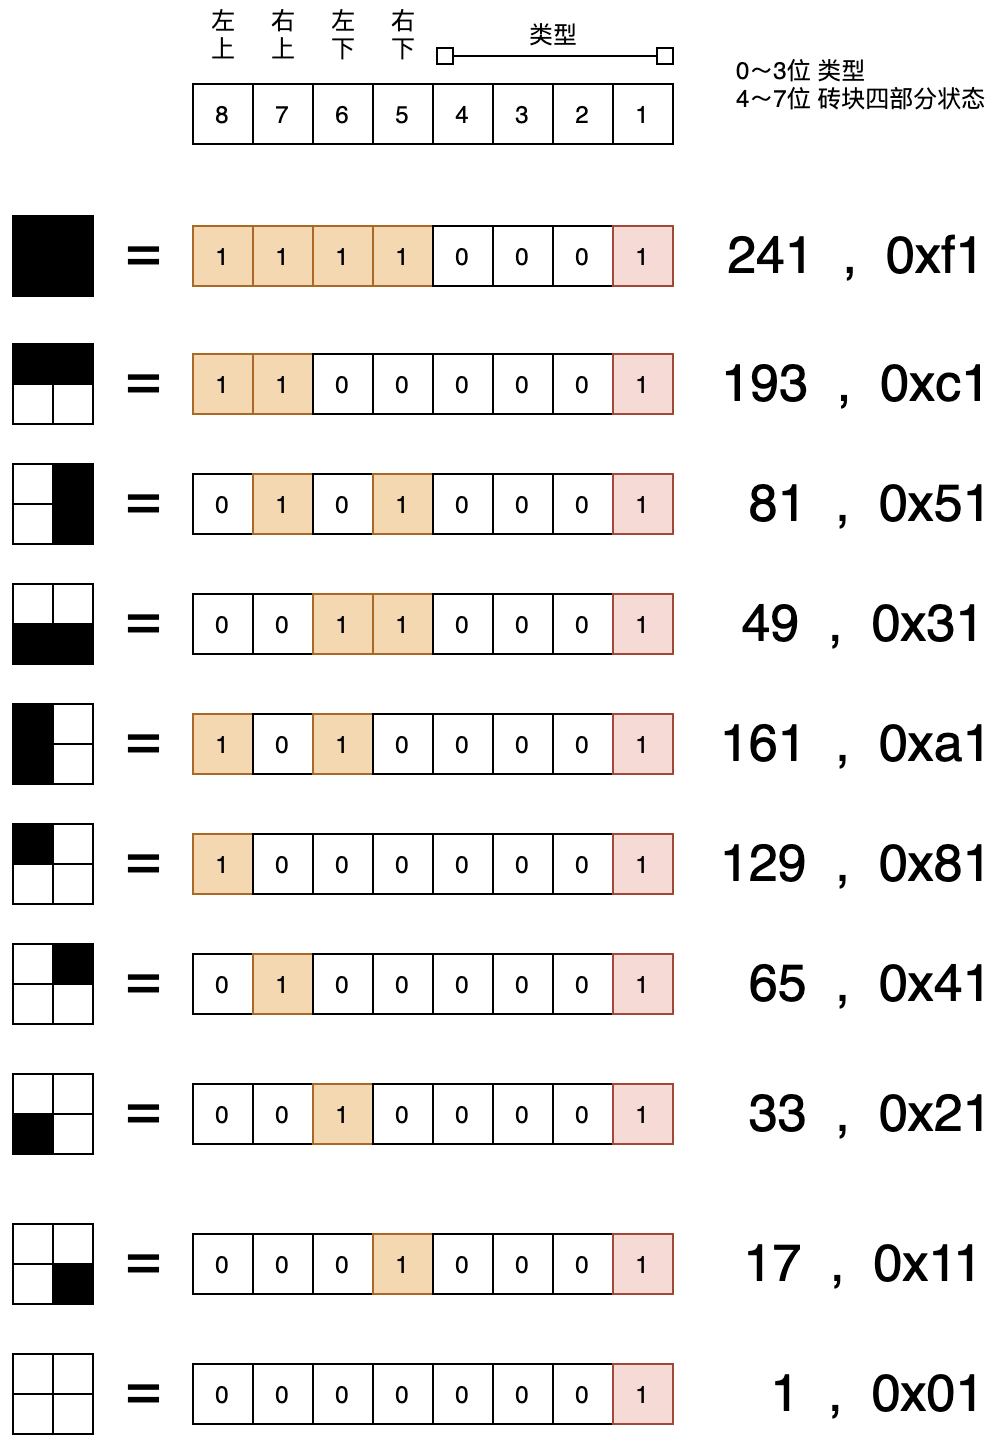 左上 右上 左下 右下 类型
0～3位 类型
4～7位 砖块四部分状态
8 7 6 5 4 3 2 1
= 1 1 1 1 0 0 0 1 241 , 0xf1
= 1 1 0 0 0 0 0 1 193 , 0xc1
= 0 1 0 1 0 0 0 1 81 , 0x51
= 0 0 1 1 0 0 0 1 49 , 0x31
= 1 0 1 0 0 0 0 1 161 , 0xa1
= 1 0 0 0 0 0 0 1 129 , 0x81
= 0 1 0 0 0 0 0 1 65 , 0x41
= 0 0 1 0 0 0 0 1 33 , 0x21
= 0 0 0 1 0 0 0 1 17 , 0x11
= 0 0 0 0 0 0 0 1 1 , 0x01